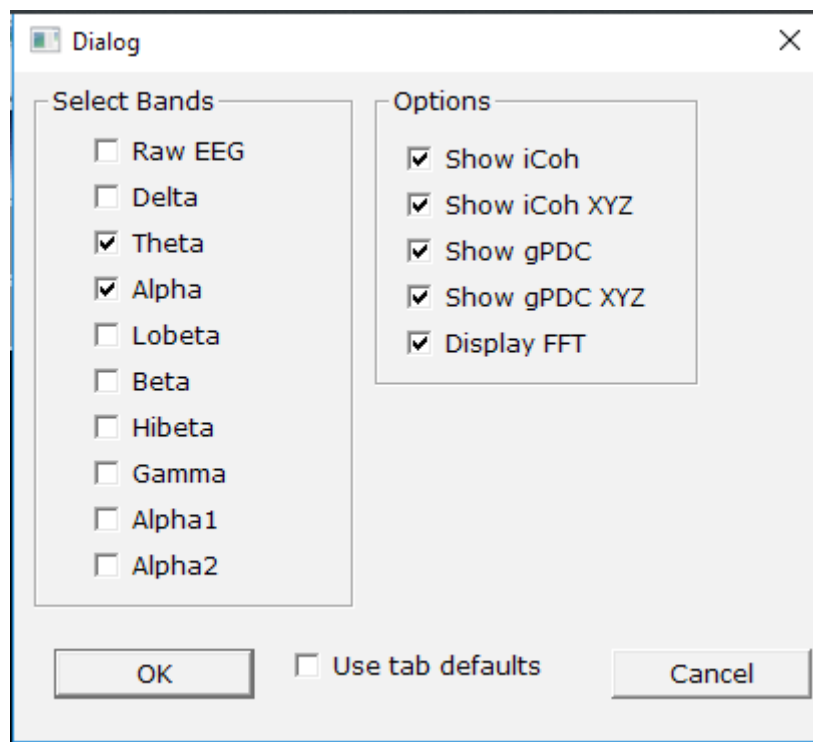 Dialog
Select Bands
Raw EEG
Delta
Theta
Alpha
Lobeta
Beta
Hibeta
Gamma
Alpha1
Alpha2
Options
Show iCoh
Show iCoh XYZ
Show gPDC
Show gPDC XYZ
Display FFT
OK
Use tab defaults
Cancel